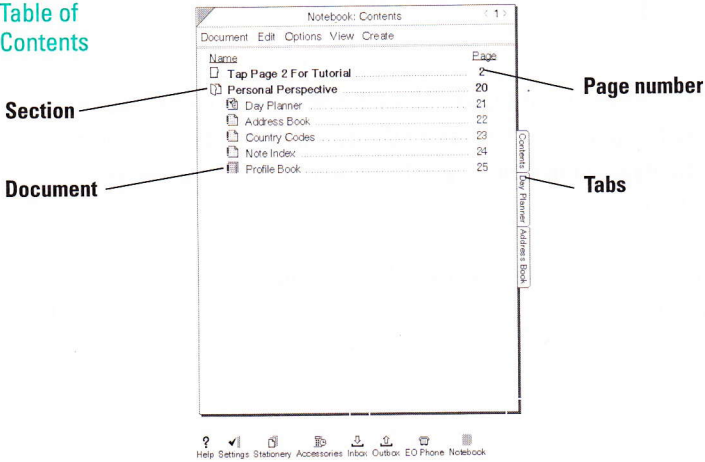 Table of
Contents
Notebook: Contents < 1 >
Document Edit Options View Create
Name Page
Tap Page 2 For Tutorial 2
Personal Perspective 20
Day Planner 21
Address Book 22
Country Codes 23
Note Index 24
Profile Book 25
Section
Document
Page number
Tabs
Contents
Day Planner
Address Book
? Help Settings Stationery Accessories Inbox Outbox EO Phone Notebook